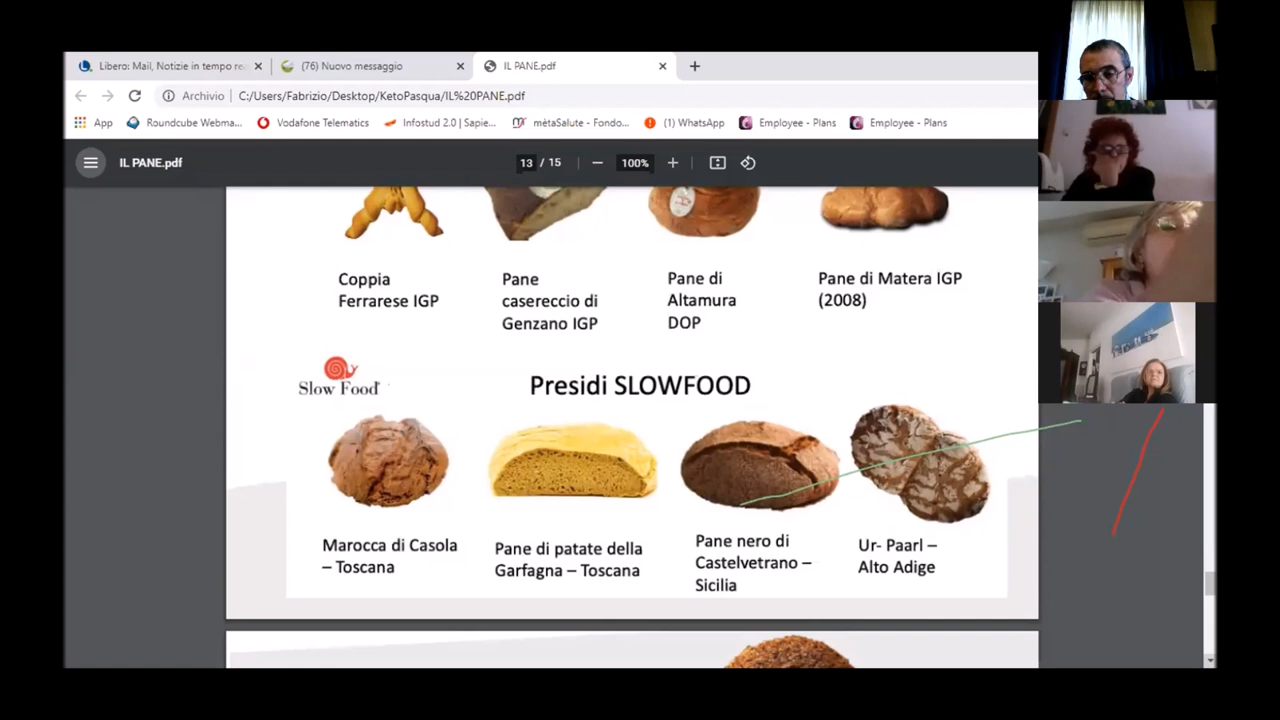 Libero: Mail, Notizie in tempo re
(76) Nuovo messaggio
IL PANE.pdf
Archivio
C:/Users/Fabrizio/Desktop/KetoPasqua/IL%20PANE.pdf
App
Roundcube Webma...
Vodafone Telematics
Infostud 2.0 | Sapie...
mètaSalute - Fondo...
(1) WhatsApp
Employee - Plans
Employee - Plans
IL PANE.pdf
13 / 15
100%
Coppia
Ferrarese IGP
Pane
casereccio di
Genzano IGP
Pane di
Altamura
DOP
Pane di Matera IGP
(2008)
Slow Food®
Presidi SLOWFOOD
Marocca di Casola
– Toscana
Pane di patate della
Garfagna – Toscana
Pane nero di
Castelvetrano –
Sicilia
Ur- Paarl –
Alto Adige